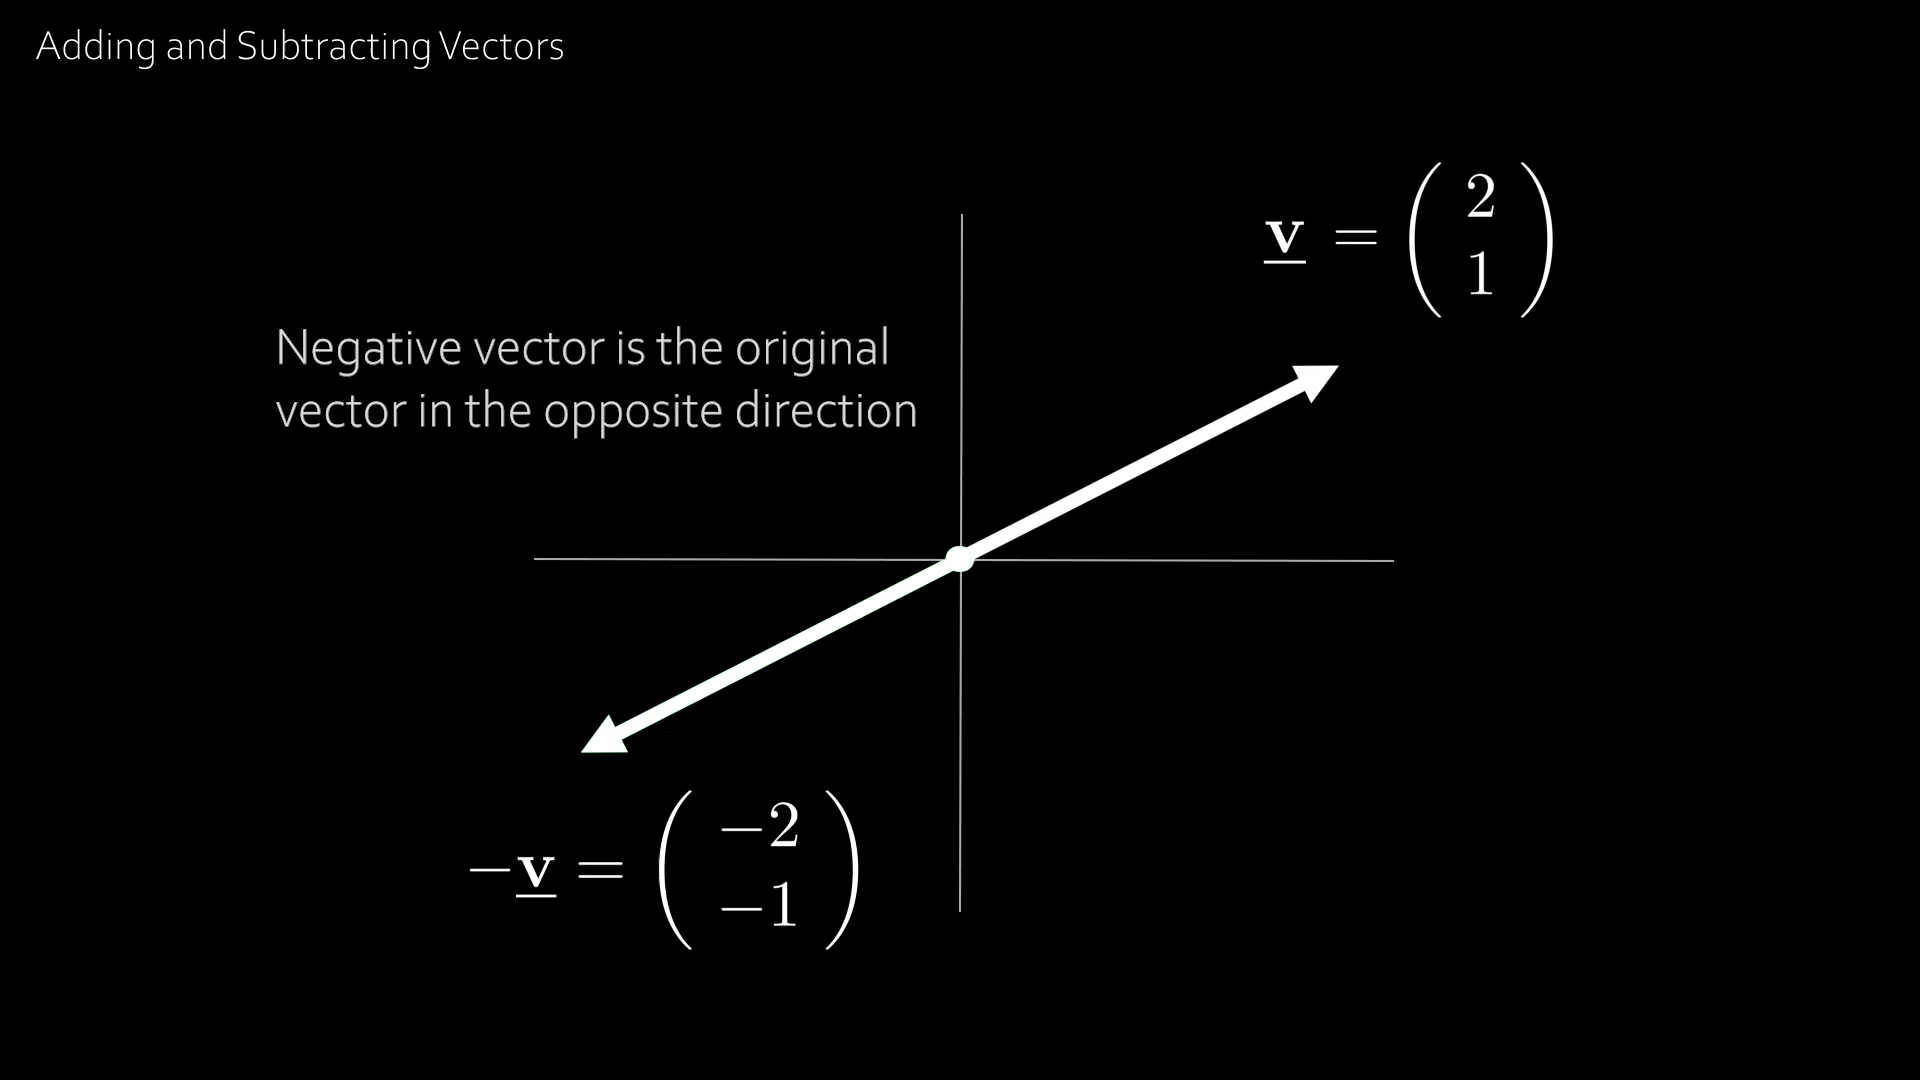 Adding and Subtracting Vectors
v = ( 2
1 )
Negative vector is the original
vector in the opposite direction
−v = ( −2
−1 )